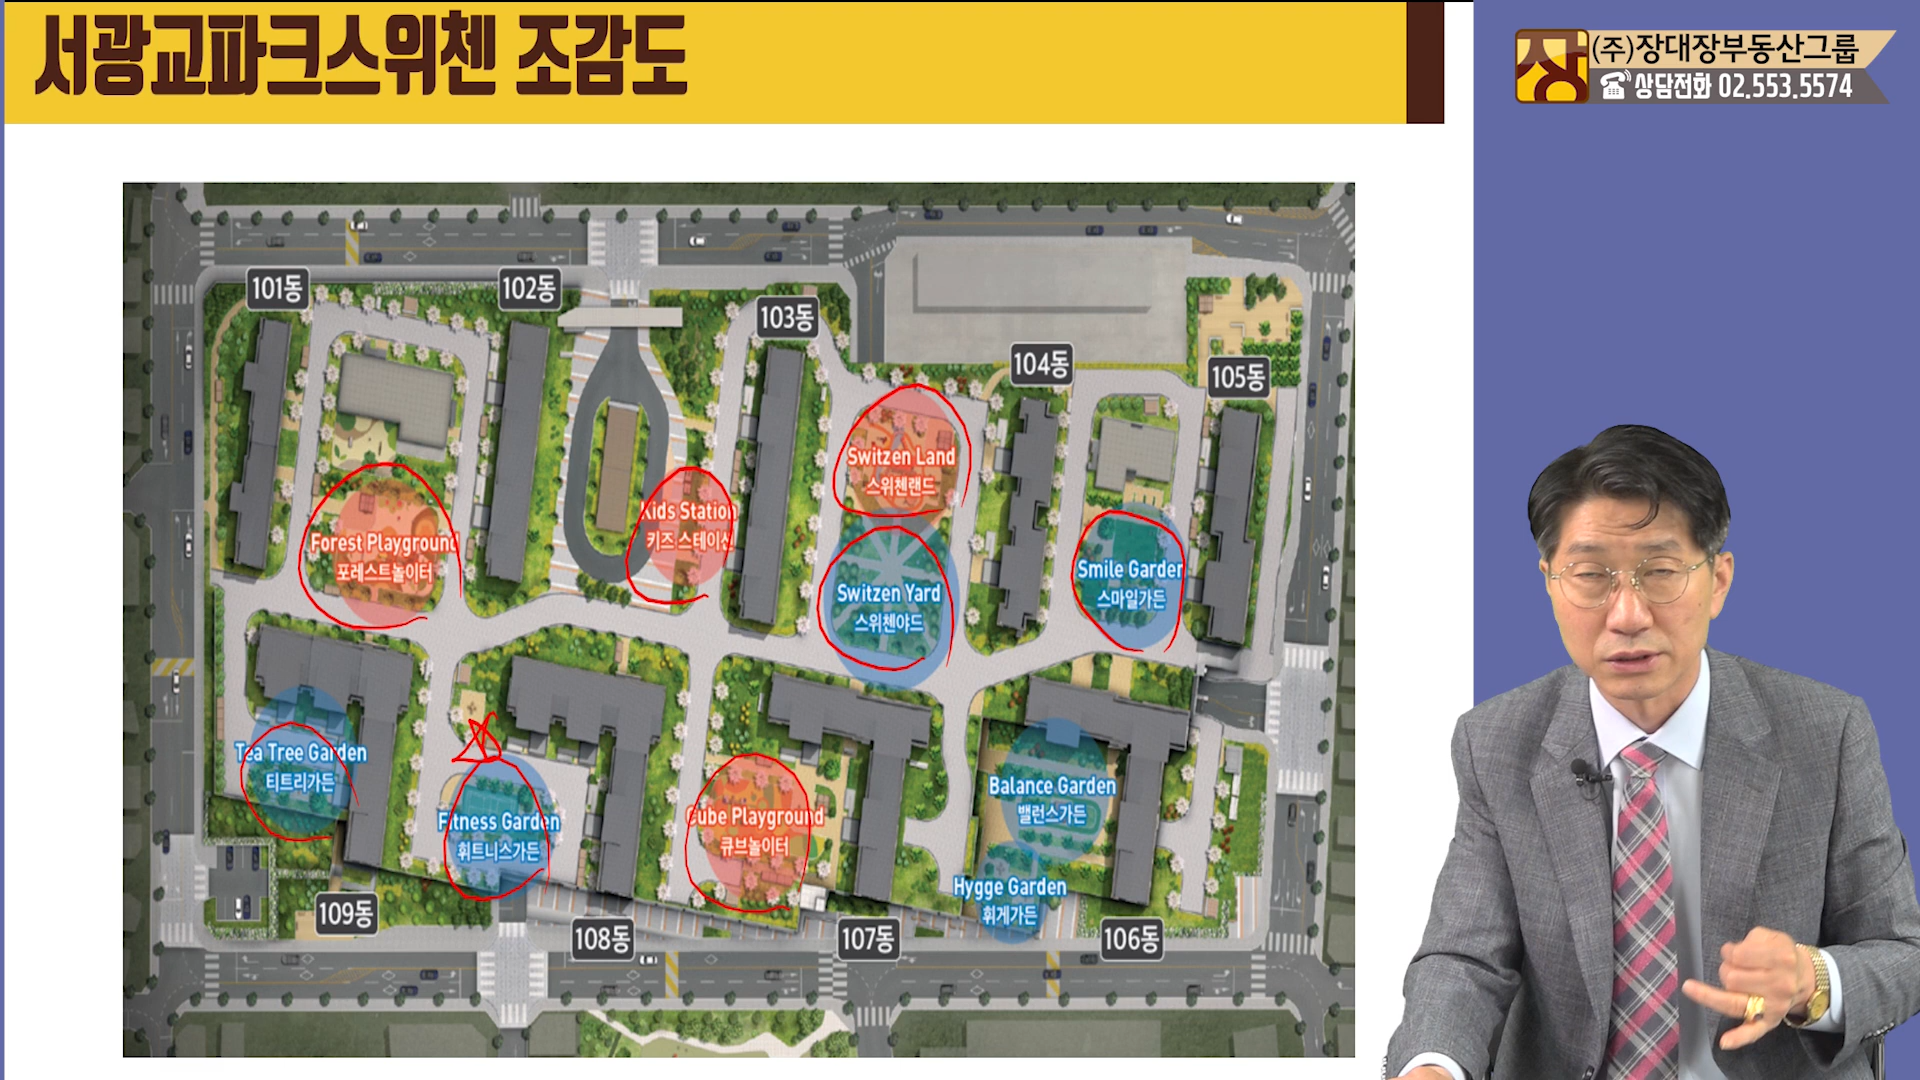 서광교파크스위첸 조감도
(주)장대장부동산그룹
상담전화 02.553.5574
장
101동
102동
103동
104동
105동
Switzen Land
스위첸랜드
Kids Station
키즈 스테이션
Forest Playground
포레스트놀이터
Switzen Yard
스위첸야드
Smile Garden
스마일가든
Tea Tree Garden
티트리가든
Fitness Garden
휘트니스가든
Cube Playground
큐브놀이터
Balance Garden
밸런스가든
Hygge Garden
휘게가든
109동
108동
107동
106동